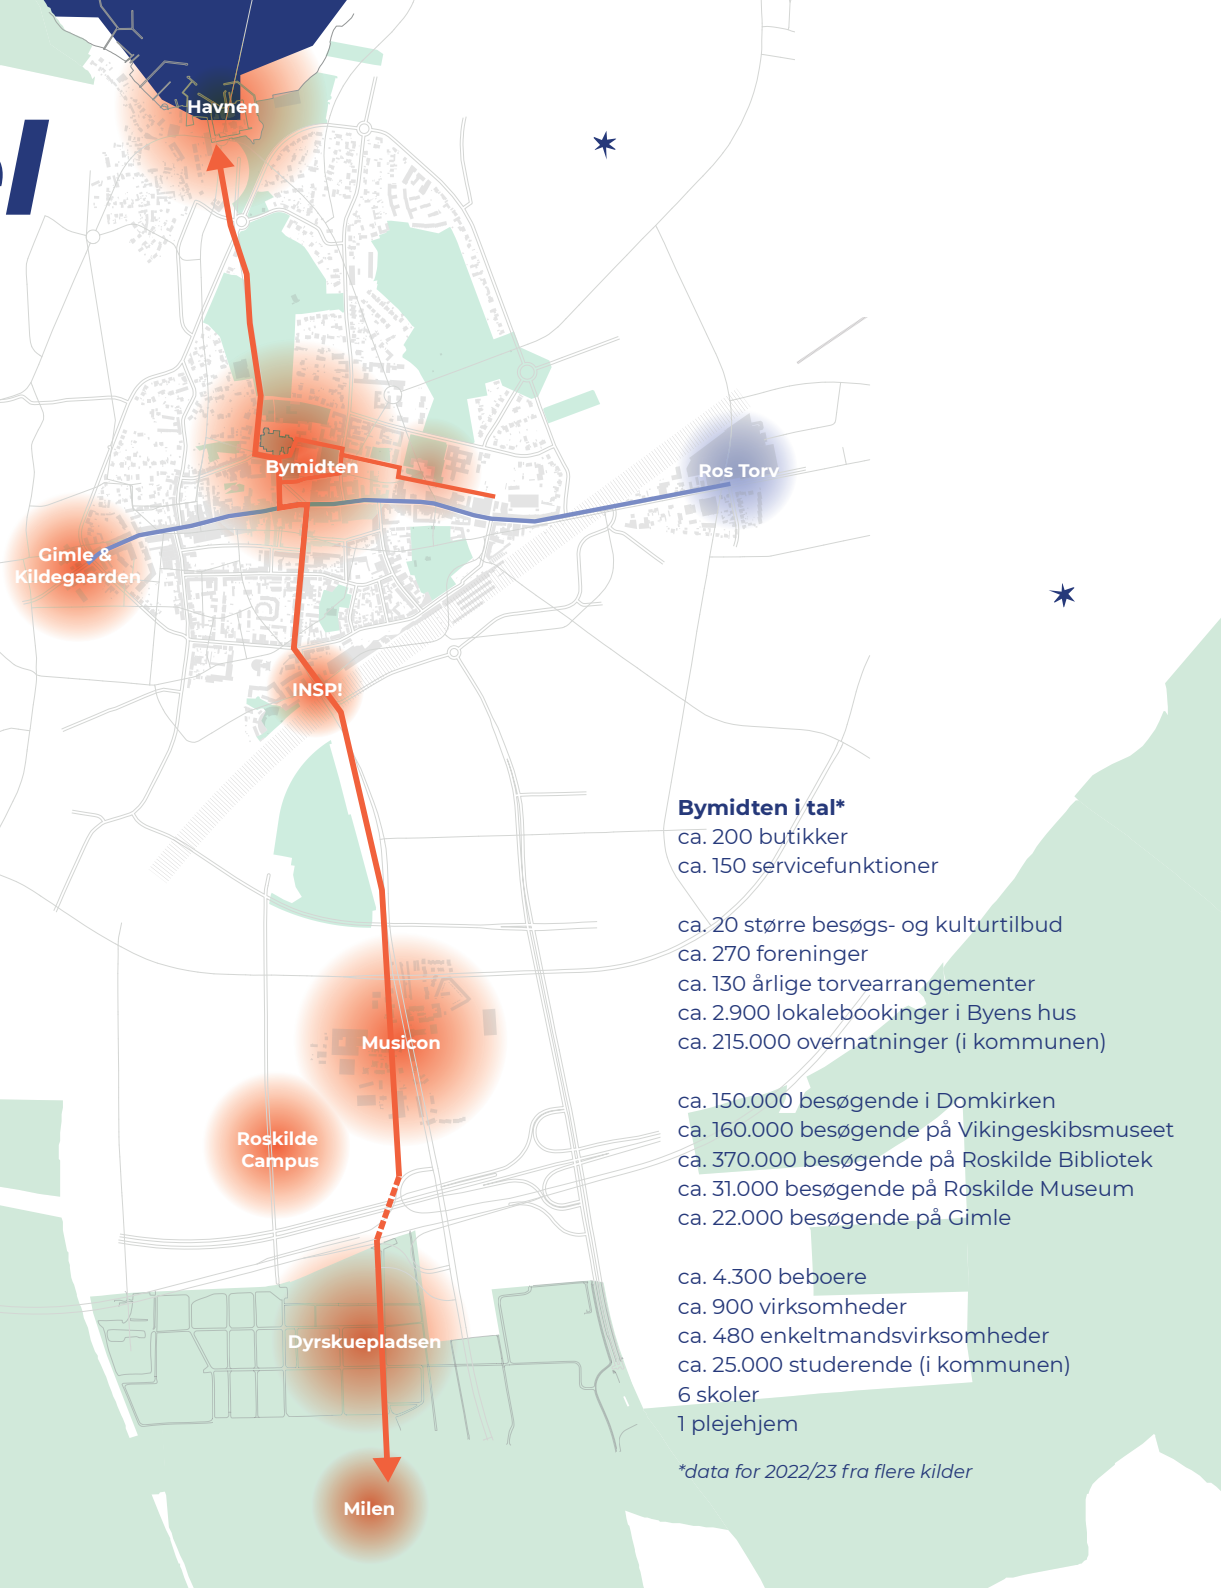 l
Havnen
Bymidten
Ros Torv
Gimle &
Kildegaarden
INSP!
Musicon
Roskilde
Campus
Dyrskuepladsen
Milen
Bymidten i tal*
ca. 200 butikker
ca. 150 servicefunktioner
ca. 20 større besøgs- og kulturtilbud
ca. 270 foreninger
ca. 130 årlige torvearrangementer
ca. 2.900 lokalebookinger i Byens hus
ca. 215.000 overnatninger (i kommunen)
ca. 150.000 besøgende i Domkirken
ca. 160.000 besøgende på Vikingeskibsmuseet
ca. 370.000 besøgende på Roskilde Bibliotek
ca. 31.000 besøgende på Roskilde Museum
ca. 22.000 besøgende på Gimle
ca. 4.300 beboere
ca. 900 virksomheder
ca. 480 enkeltmandsvirksomheder
ca. 25.000 studerende (i kommunen)
6 skoler
1 plejehjem
*data for 2022/23 fra flere kilder